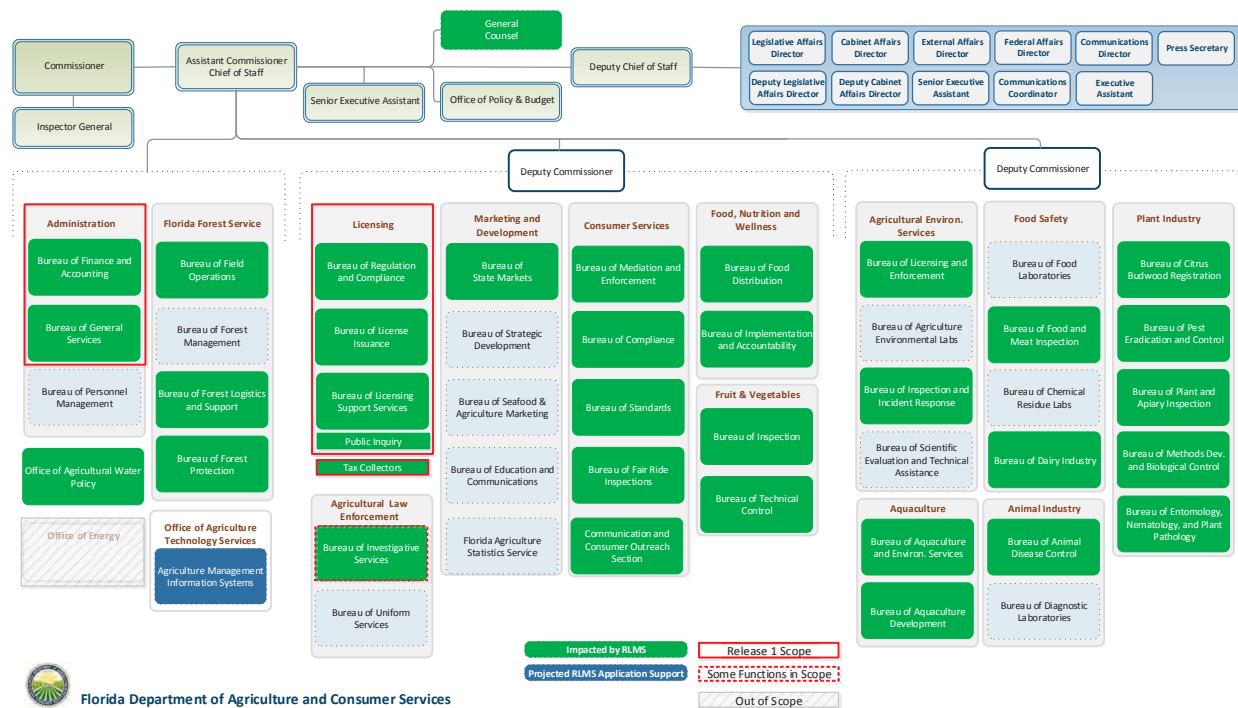 General
Counsel
Commissioner
Assistant Commissioner
Chief of Staff
Deputy Chief of Staff
Senior Executive Assistant
Office of Policy & Budget
Inspector General
Legislative Affairs
Director
Cabinet Affairs
Director
External Affairs
Director
Federal Affairs
Director
Communications
Director
Press Secretary
Deputy Legislative
Affairs Director
Deputy Cabinet
Affairs Director
Senior Executive
Assistant
Communications
Coordinator
Executive
Assistant
Deputy Commissioner
Deputy Commissioner
Administration
Bureau of Finance and
Accounting
Bureau of General
Services
Bureau of Personnel
Management
Office of Agricultural Water
Policy
Office of Energy
Florida Forest Service
Bureau of Field
Operations
Bureau of Forest
Management
Bureau of Forest Logistics
and Support
Bureau of Forest
Protection
Office of Agriculture
Technology Services
Agriculture Management
Information Systems
Licensing
Bureau of Regulation
and Compliance
Bureau of License
Issuance
Bureau of Licensing
Support Services
Public Inquiry
Tax Collectors
Agricultural Law
Enforcement
Bureau of Investigative
Services
Bureau of Uniform
Services
Marketing and
Development
Bureau of
State Markets
Bureau of Strategic
Development
Bureau of Seafood &
Agriculture Marketing
Bureau of Education and
Communications
Florida Agriculture
Statistics Service
Consumer Services
Bureau of Mediation and
Enforcement
Bureau of Compliance
Bureau of Standards
Bureau of Fair Ride
Inspections
Communication and
Consumer Outreach
Section
Food, Nutrition and
Wellness
Bureau of Food
Distribution
Bureau of Implementation
and Accountability
Fruit & Vegetables
Bureau of Inspection
Bureau of Technical
Control
Agricultural Environ.
Services
Bureau of Licensing and
Enforcement
Bureau of Agriculture
Environmental Labs
Bureau of Inspection and
Incident Response
Bureau of Scientific
Evaluation and Technical
Assistance
Aquaculture
Bureau of Aquaculture
and Environ. Services
Bureau of Aquaculture
Development
Food Safety
Bureau of Food
Laboratories
Bureau of Food and
Meat Inspection
Bureau of Chemical
Residue Labs
Bureau of Dairy Industry
Animal Industry
Bureau of Animal
Disease Control
Bureau of Diagnostic
Laboratories
Plant Industry
Bureau of Citrus
Budwood Registration
Bureau of Pest
Eradication and Control
Bureau of Plant and
Apiary Inspection
Bureau of Methods Dev.
and Biological Control
Bureau of Entomology,
Nematology, and Plant
Pathology
Impacted by RLMS
Release 1 Scope
Projected RLMS Application Support
Some Functions in Scope
Out of Scope
Florida Department of Agriculture and Consumer Services